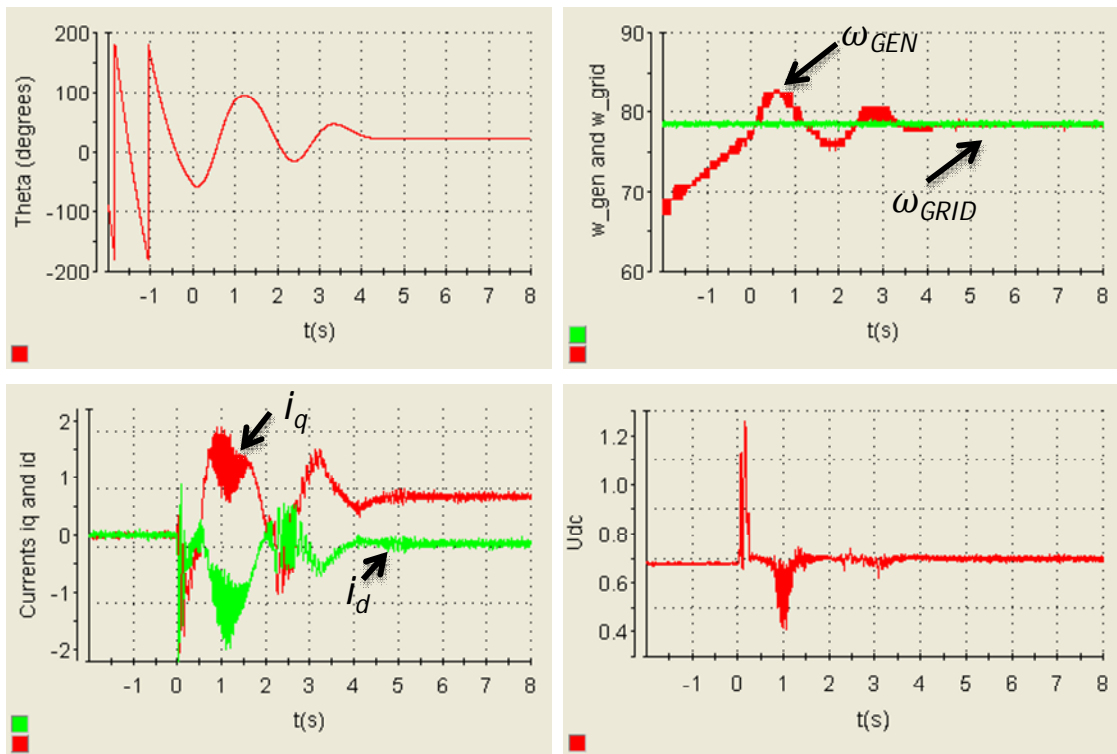 200
100
0
-100
-200
Theta (degrees)
-1 0 1 2 3 4 5 6 7 8
t(s)
90
80
70
60
w_gen and w_grid
ωGEN
ωGRID
-1 0 1 2 3 4 5 6 7 8
t(s)
2
1
0
-1
-2
Currents iq and id
iq
id
-1 0 1 2 3 4 5 6 7 8
t(s)
1.2
1.0
0.8
0.6
0.4
Udc
-1 0 1 2 3 4 5 6 7 8
t(s)